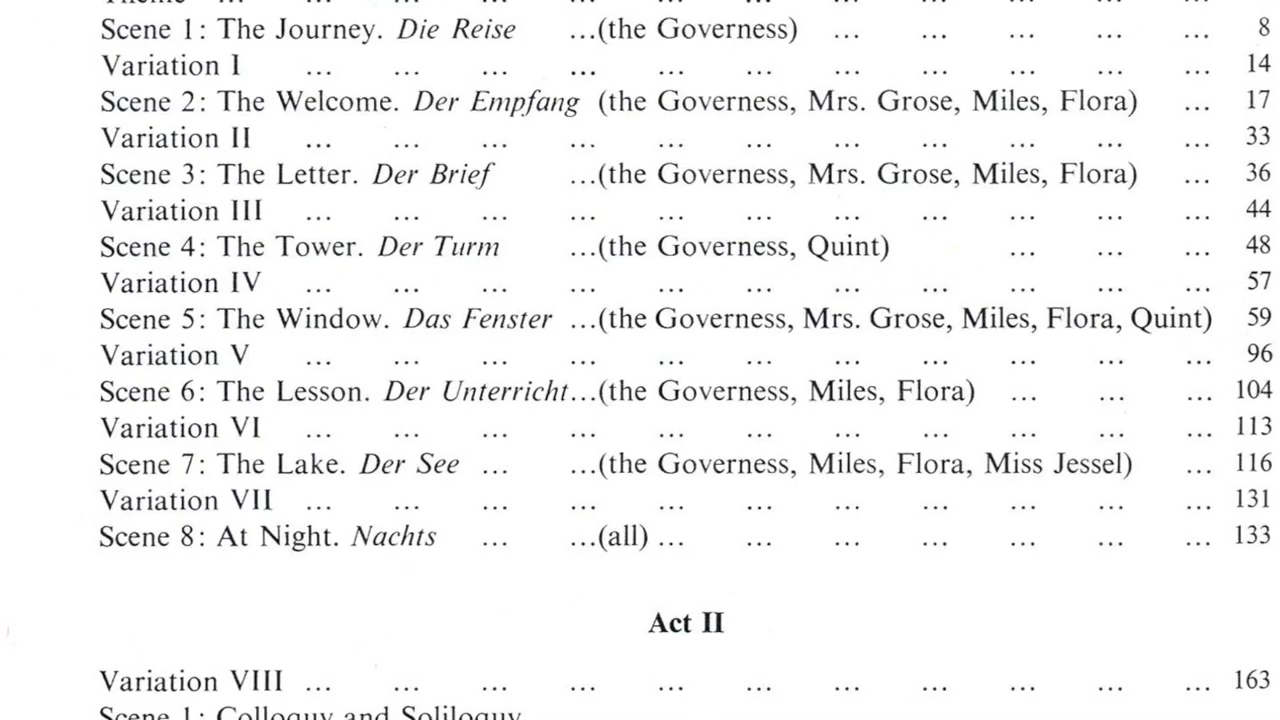 Theme ... ... ... ... ... ... ... ... ... ... ... ...
Scene 1: The Journey. Die Reise ...(the Governess) ... ... ... ... ... 8
Variation I ... ... ... ... ... ... ... ... ... ... ... 14
Scene 2: The Welcome. Der Empfang (the Governess, Mrs. Grose, Miles, Flora) ... 17
Variation II ... ... ... ... ... ... ... ... ... ... ... 33
Scene 3: The Letter. Der Brief ...(the Governess, Mrs. Grose, Miles, Flora) ... 36
Variation III ... ... ... ... ... ... ... ... ... ... ... 44
Scene 4: The Tower. Der Turm ...(the Governess, Quint) ... ... ... 48
Variation IV ... ... ... ... ... ... ... ... ... ... ... 57
Scene 5: The Window. Das Fenster ...(the Governess, Mrs. Grose, Miles, Flora, Quint) 59
Variation V ... ... ... ... ... ... ... ... ... ... ... 96
Scene 6: The Lesson. Der Unterricht...(the Governess, Miles, Flora) ... ... ... 104
Variation VI ... ... ... ... ... ... ... ... ... ... ... 113
Scene 7: The Lake. Der See ... ...(the Governess, Miles, Flora, Miss Jessel) ... 116
Variation VII ... ... ... ... ... ... ... ... ... ... ... 131
Scene 8: At Night. Nachts ... ...(all) ... ... ... ... ... ... ... 133
Act II
Variation VIII ... ... ... ... ... ... ... ... ... ... ... 163
Scene 1: Colloquy and Soliloquy